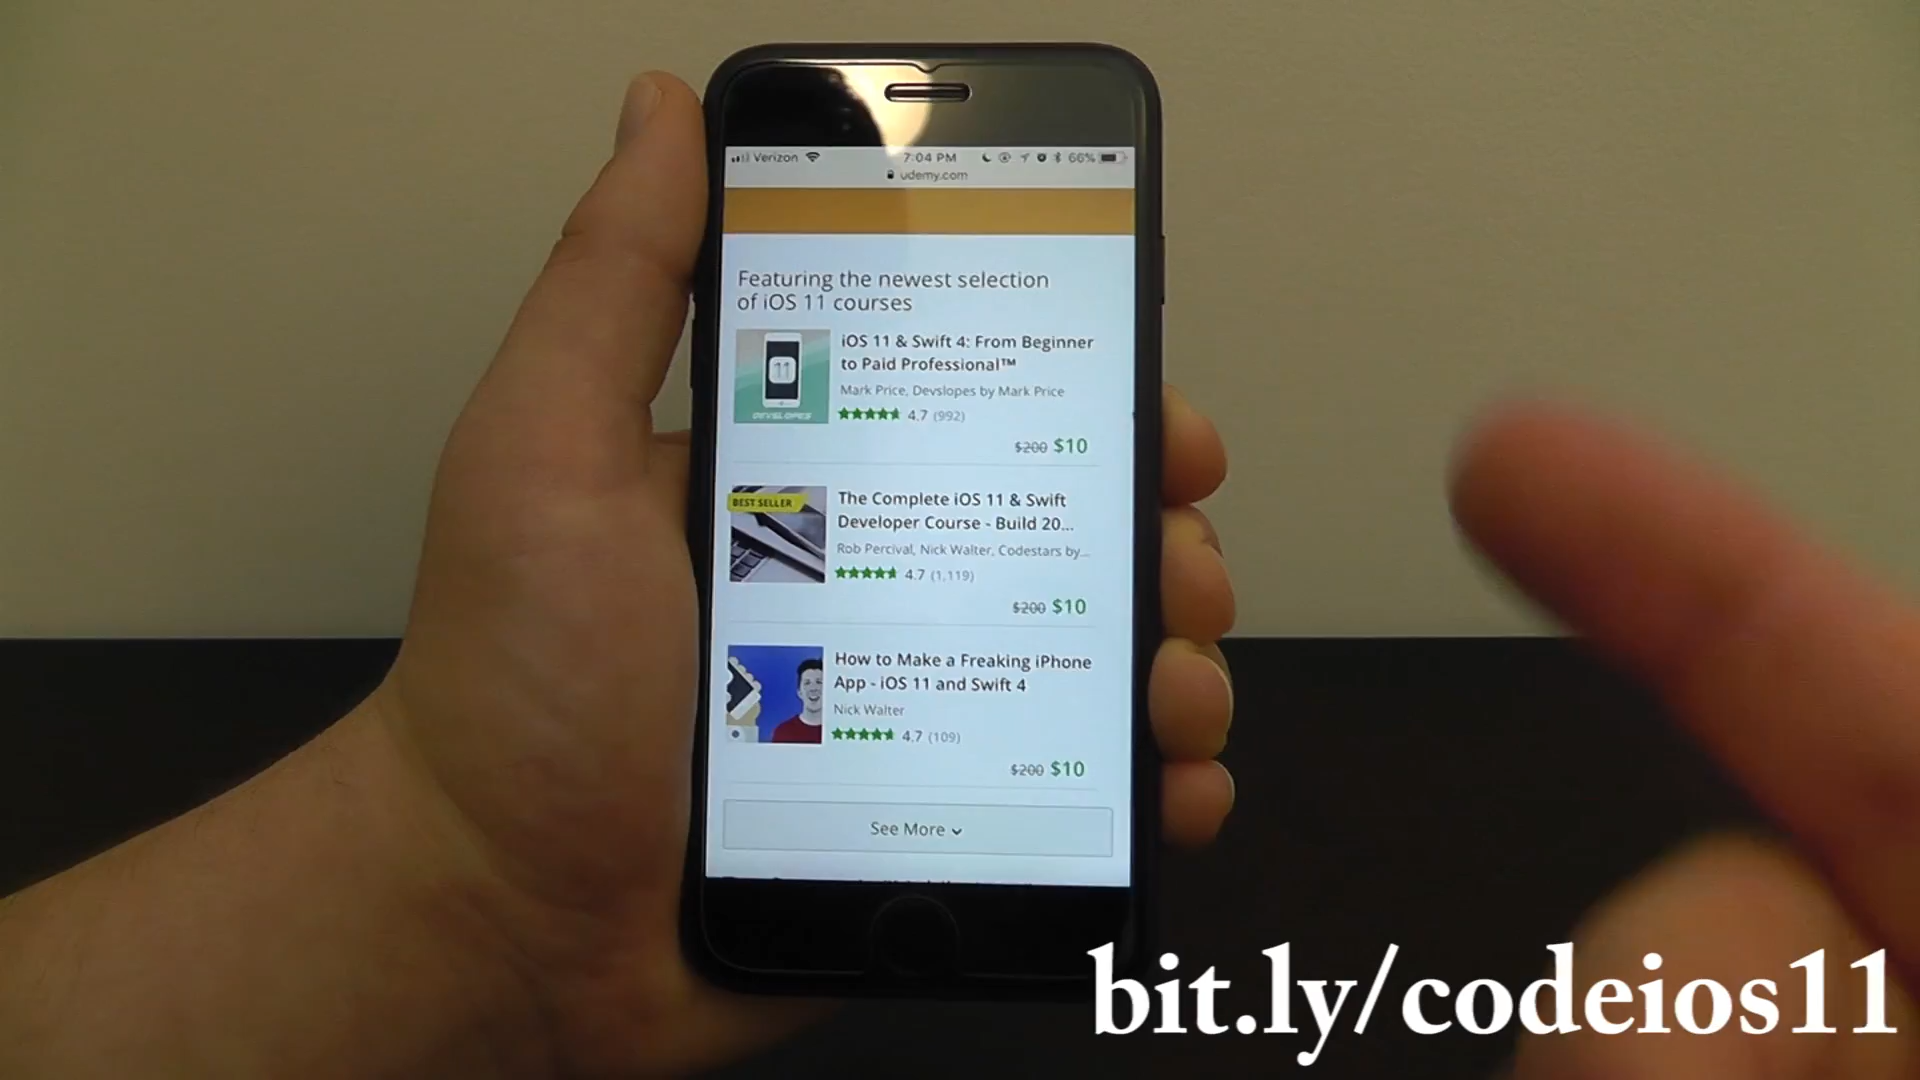 Verizon 7:04 PM 66%
udemy.com
Featuring the newest selection
of iOS 11 courses
11
DEVSLOPES
iOS 11 & Swift 4: From Beginner
to Paid Professional™
Mark Price, Devslopes by Mark Price
4.7 (992)
$200 $10
BEST SELLER
The Complete iOS 11 & Swift
Developer Course - Build 20...
Rob Percival, Nick Walter, Codestars by...
4.7 (1,119)
$200 $10
How to Make a Freaking iPhone
App - iOS 11 and Swift 4
Nick Walter
4.7 (109)
$200 $10
See More
bit.ly/codeios11